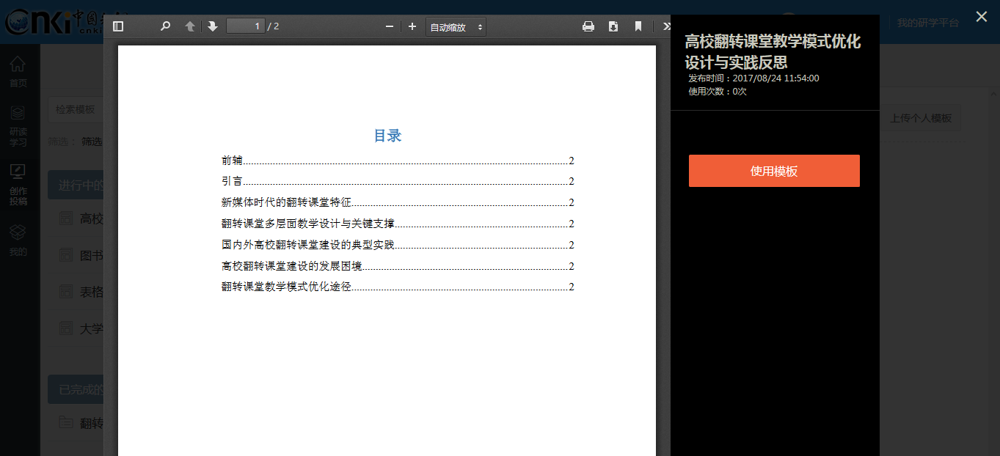 Cnki中国
cnki
我的研学平台
1 / 2
自动缩放
首页
研读
学习
创作
投稿
我的
检索模板
筛选： 筛选
进行中的
高校
图书
表格
大学
已完成的
翻转
目录
前辅2
引言2
新媒体时代的翻转课堂特征2
翻转课堂多层面教学设计与关键支撑2
国内外高校翻转课堂建设的典型实践2
高校翻转课堂建设的发展困境2
翻转课堂教学模式优化途径2
高校翻转课堂教学模式优化
设计与实践反思
发布时间：2017/08/24 11:54:00
使用次数：0次
使用模板
上传个人模板